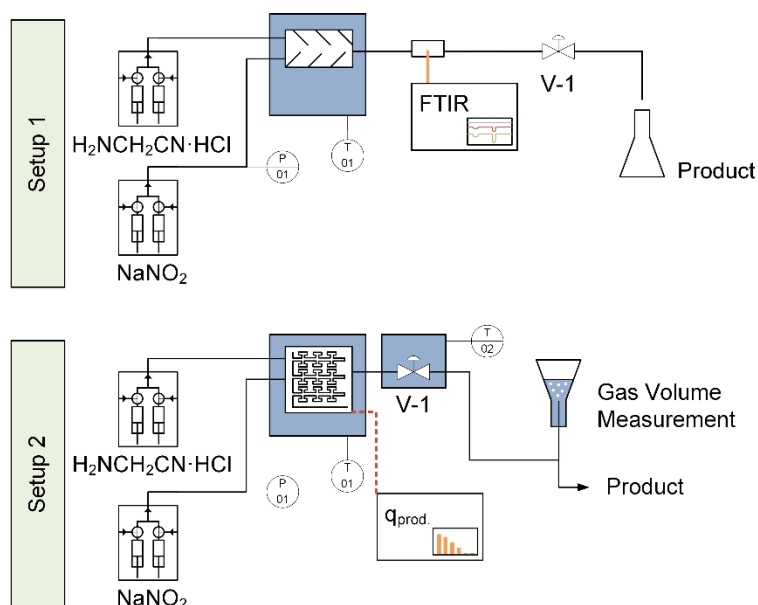 Setup 1
H₂NCH₂CN·HCl
NaNO₂
P
01
T
01
FTIR
V-1
Product
Setup 2
H₂NCH₂CN·HCl
NaNO₂
P
01
T
01
V-1
T
02
qprod.
Gas Volume
Measurement
Product